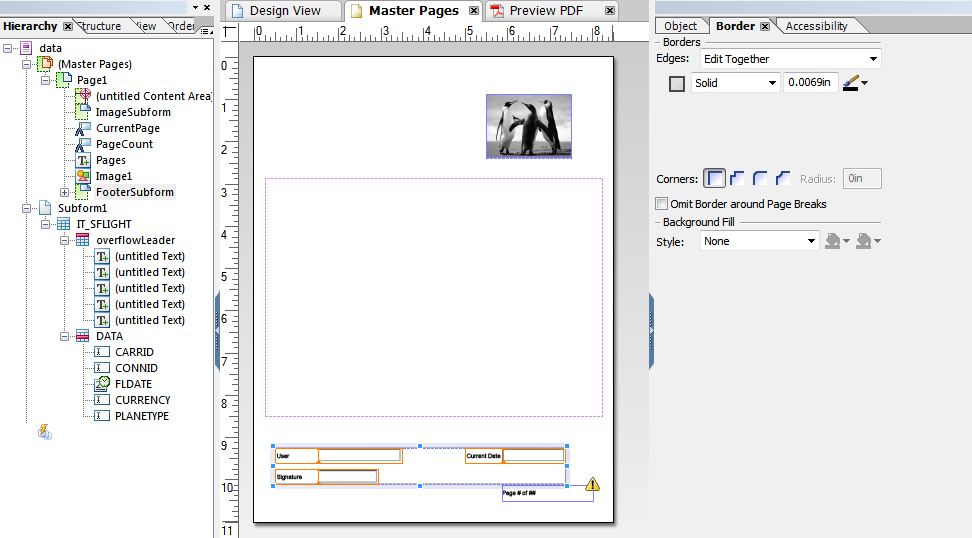 Hierarchy Structure View Order
data
(Master Pages)
Page1
(untitled Content Area)
ImageSubform
CurrentPage
PageCount
Pages
Image1
FooterSubform
Subform1
IT_SFLIGHT
overflowLeader
(untitled Text)
(untitled Text)
(untitled Text)
(untitled Text)
(untitled Text)
DATA
CARRID
CONNID
FLDATE
CURRENCY
PLANETYPE
Design View Master Pages Preview PDF
0 1 2 3 4 5 6 7 8
0
1
2
3
4
5
6
7
8
9
10
11
User Current Date
Signature
Page # of ##
Object Border Accessibility
Borders
Edges: Edit Together
Solid 0.0069in
Corners: Radius: 0in
Omit Border around Page Breaks
Background Fill
Style: None